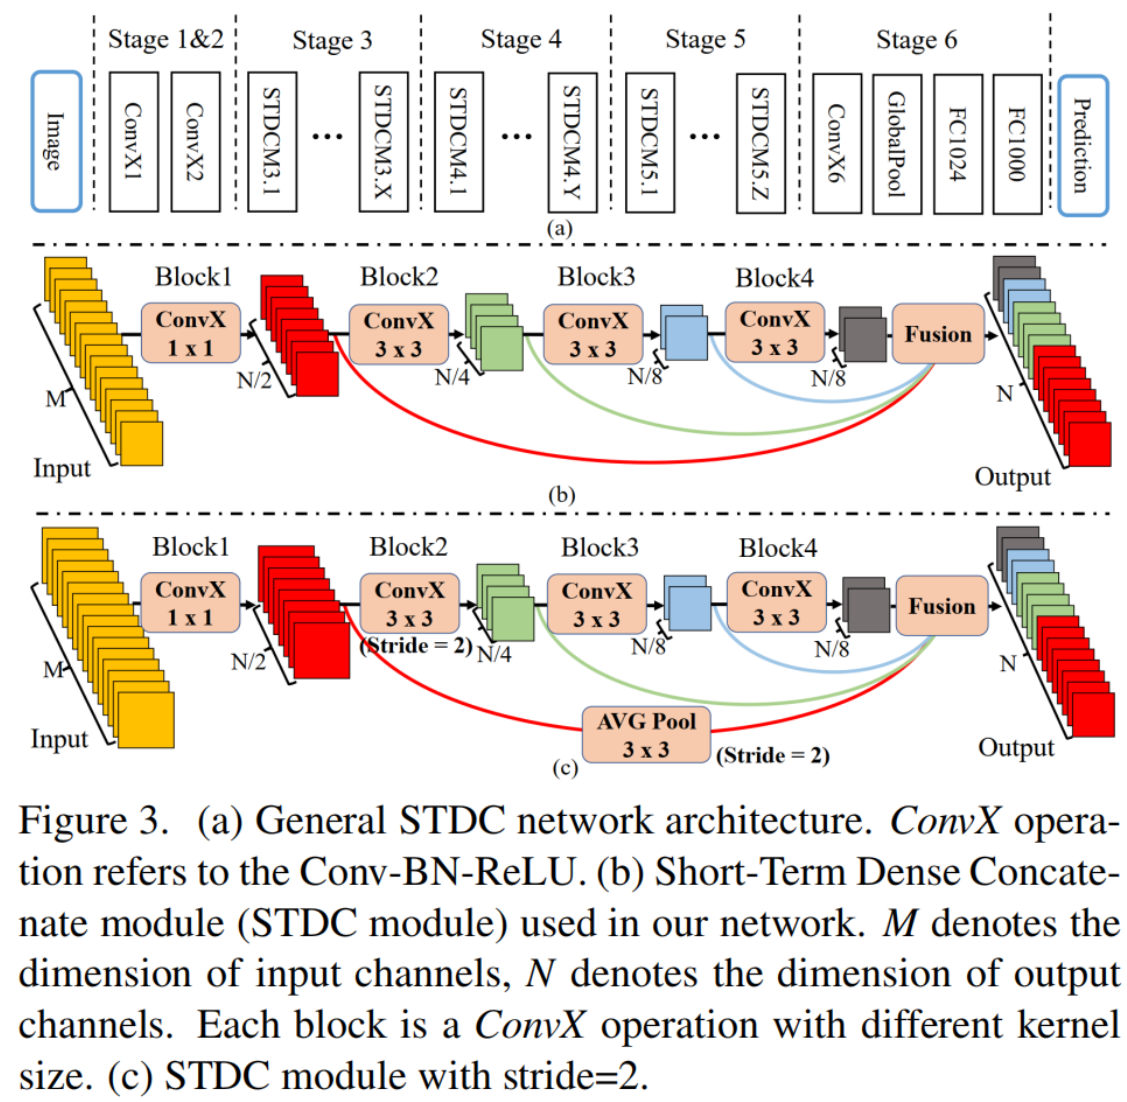 Stage 1&2
Stage 3
Stage 4
Stage 5
Stage 6
Image
ConvX1
ConvX2
STDCM3.1
...
STDCM3.X
STDCM4.1
...
STDCM4.Y
STDCM5.1
...
STDCM5.Z
ConvX6
GlobalPool
FC1024
FC1000
Prediction
(a)
Block1
Block2
Block3
Block4
ConvX
1 x 1
ConvX
3 x 3
ConvX
3 x 3
ConvX
3 x 3
Fusion
M
N/2
N/4
N/8
N/8
N
Input
Output
(b)
Block1
Block2
Block3
Block4
ConvX
1 x 1
ConvX
3 x 3
(Stride = 2)
ConvX
3 x 3
ConvX
3 x 3
Fusion
M
N/2
N/4
N/8
N/8
N
Input
AVG Pool
3 x 3
(Stride = 2)
Output
(c)
Figure 3. (a) General STDC network architecture. ConvX opera-
tion refers to the Conv-BN-ReLU. (b) Short-Term Dense Concate-
nate module (STDC module) used in our network. M denotes the
dimension of input channels, N denotes the dimension of output
channels. Each block is a ConvX operation with different kernel
size. (c) STDC module with stride=2.